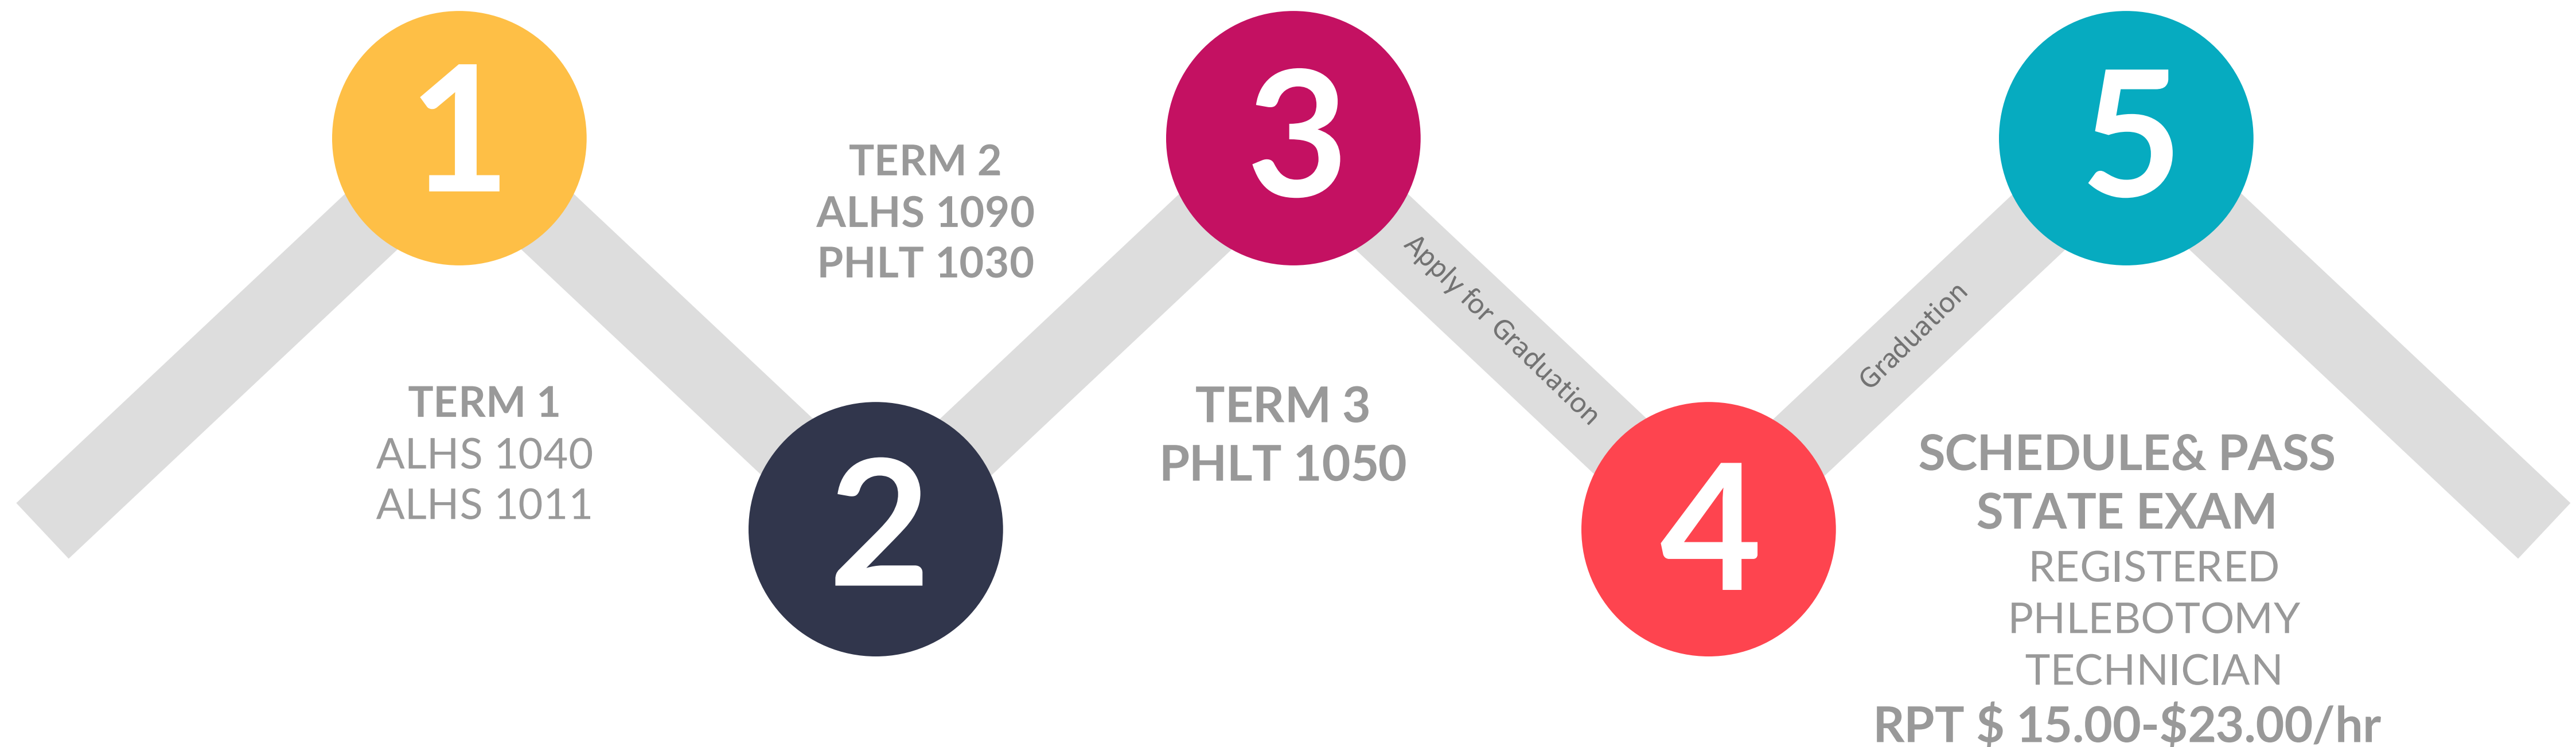 1
TERM 1
ALHS 1040
ALHS 1011
2
TERM 2
ALHS 1090
PHLT 1030
3
TERM 3
PHLT 1050
Apply for Graduation
4
Graduation
5
SCHEDULE& PASS
STATE EXAM
REGISTERED
PHLEBOTOMY
TECHNICIAN
RPT $ 15.00-$23.00/hr